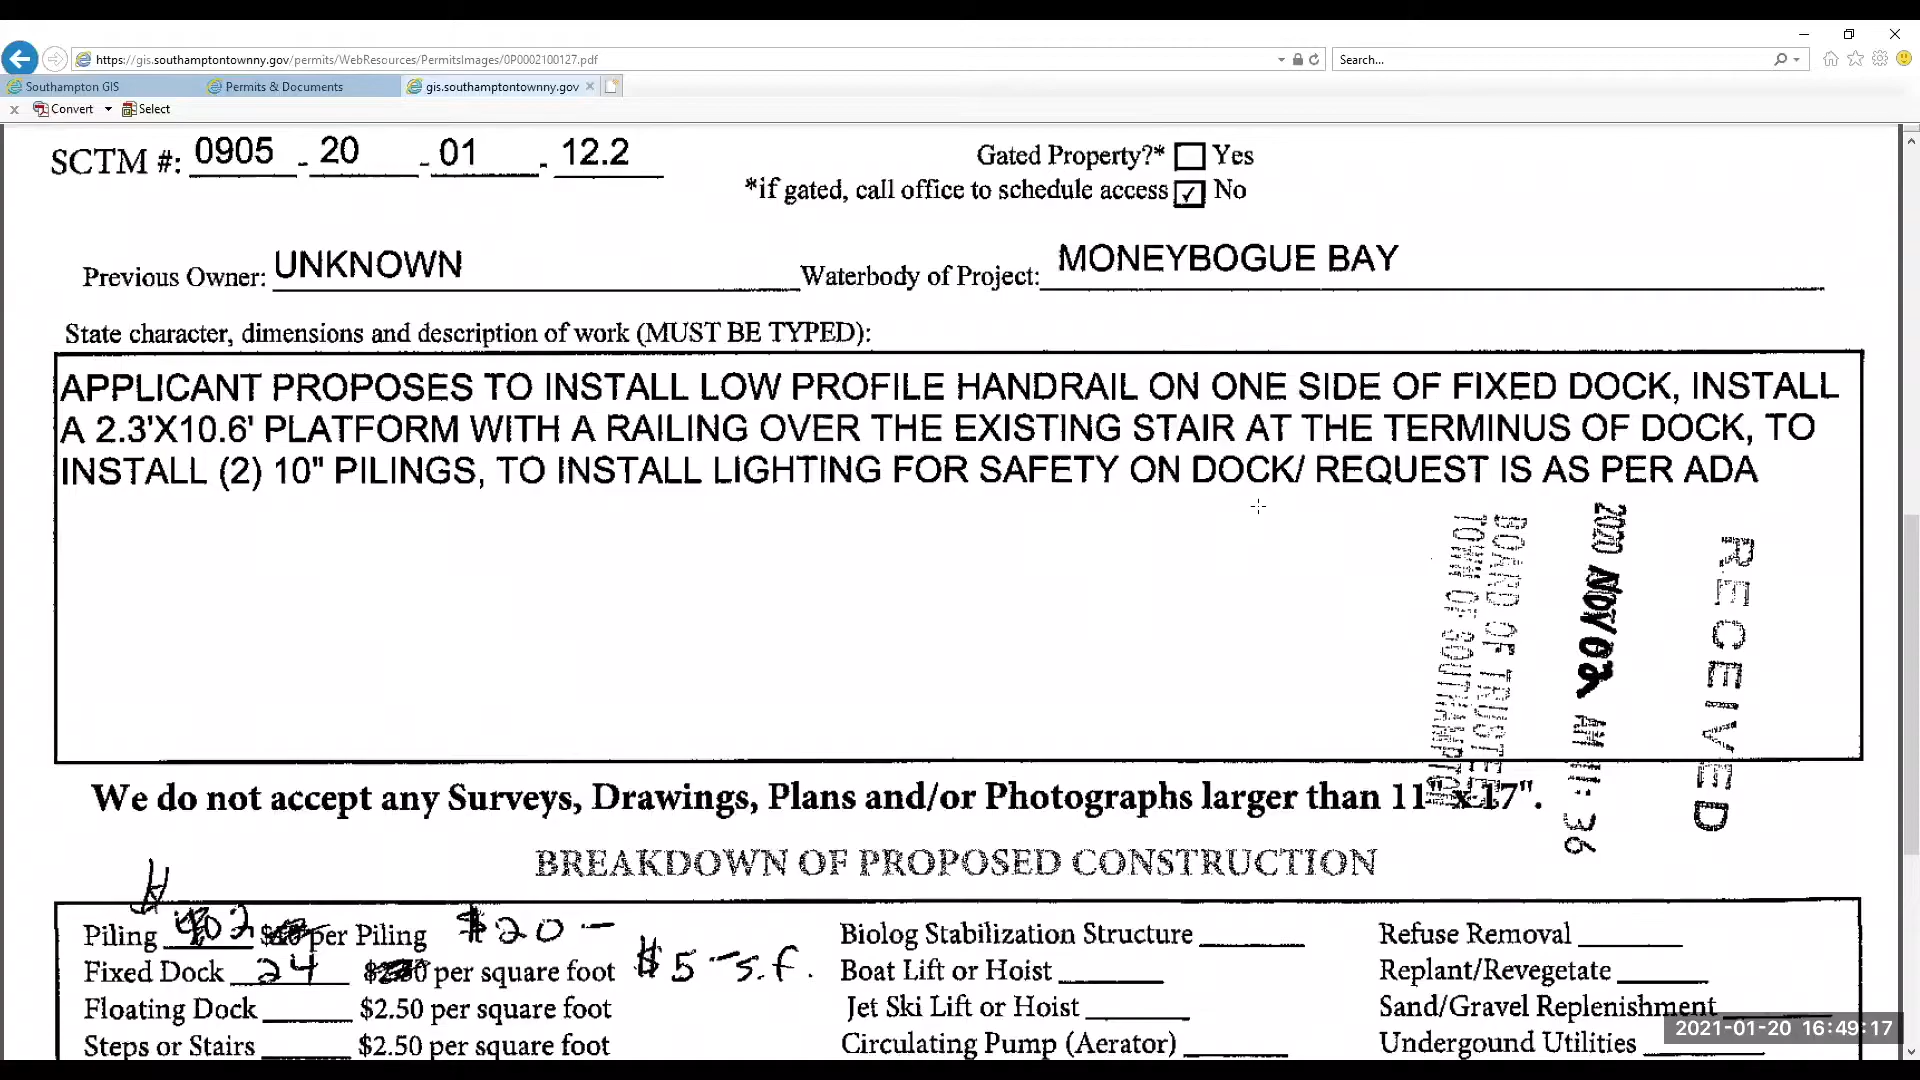 https://gis.southamptontownny.gov/permits/WebResources/PermitsImages/0P0002100127.pdf
Search...
Southampton GIS
Permits & Documents
gis.southamptontownny.gov
x Convert Select
SCTM #: 0905 - 20 - 01 - 12.2
Gated Property?* Yes
*if gated, call office to schedule access ✓ No
Previous Owner: UNKNOWN
Waterbody of Project: MONEYBOGUE BAY
State character, dimensions and description of work (MUST BE TYPED):
APPLICANT PROPOSES TO INSTALL LOW PROFILE HANDRAIL ON ONE SIDE OF FIXED DOCK, INSTALL
A 2.3'X10.6' PLATFORM WITH A RAILING OVER THE EXISTING STAIR AT THE TERMINUS OF DOCK, TO
INSTALL (2) 10" PILINGS, TO INSTALL LIGHTING FOR SAFETY ON DOCK/ REQUEST IS AS PER ADA
RECEIVED
2020 NOV 02 AM 11: 36
BOARD OF TRUSTEE
TOWN OF SOUTHAMPTON
We do not accept any Surveys, Drawings, Plans and/or Photographs larger than 11" x 17".
BREAKDOWN OF PROPOSED CONSTRUCTION
Piling 2 per Piling $20 —
Fixed Dock 24 per square foot $5 — s.f.
Floating Dock $2.50 per square foot
Steps or Stairs $2.50 per square foot
Biolog Stabilization Structure
Boat Lift or Hoist
Jet Ski Lift or Hoist
Circulating Pump (Aerator)
Refuse Removal
Replant/Revegetate
Sand/Gravel Replenishment
Undergound Utilities
2021-01-20 16:49:17